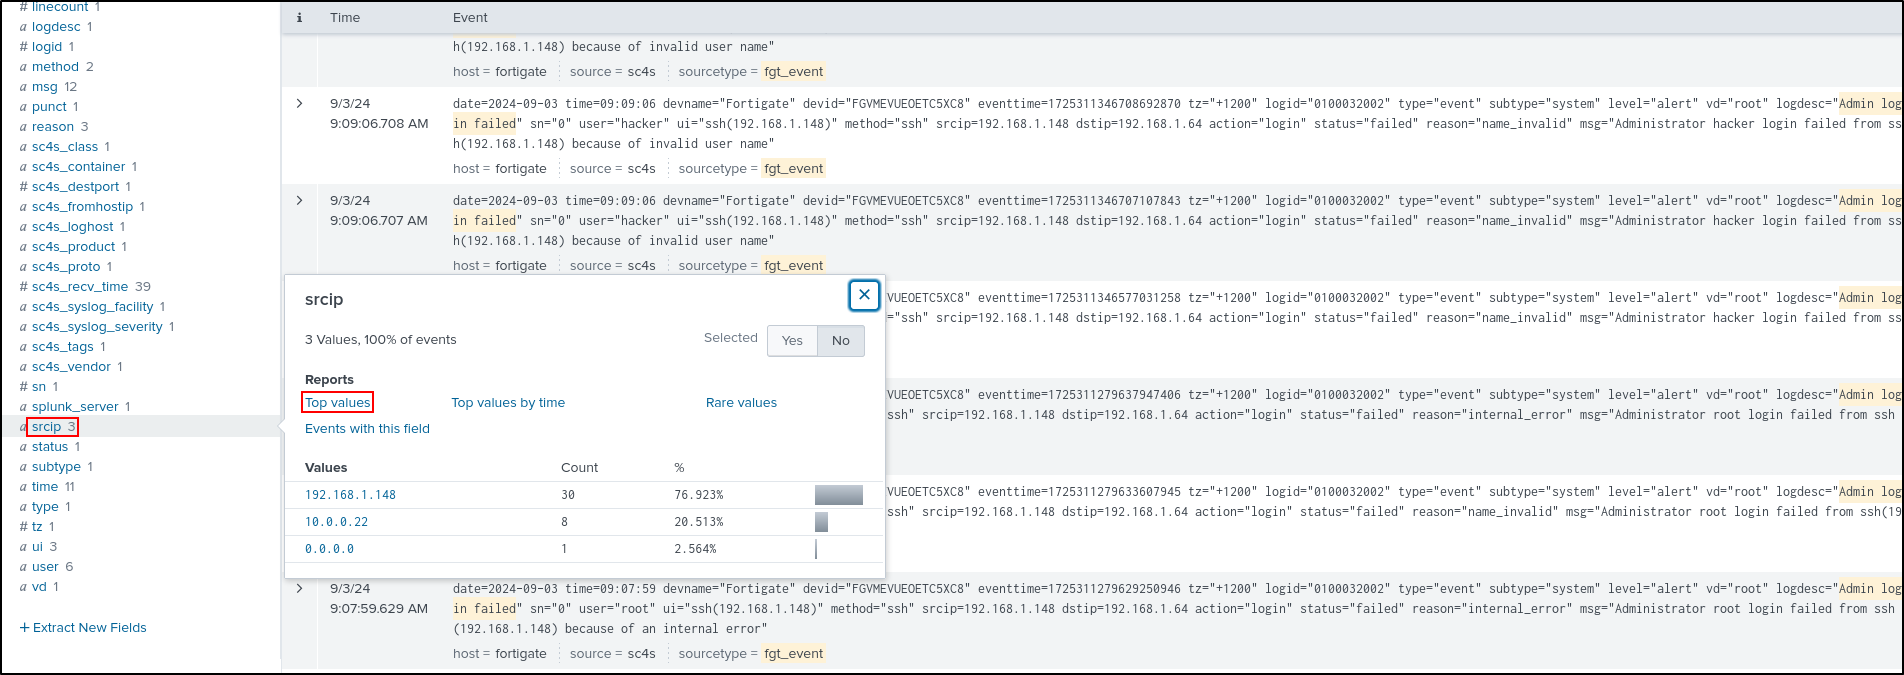 # linecount 1
a logdesc 1
# logid 1
a method 2
a msg 12
a punct 1
a reason 3
a sc4s_class 1
a sc4s_container 1
# sc4s_destport 1
a sc4s_fromhostip 1
a sc4s_loghost 1
a sc4s_product 1
a sc4s_proto 1
# sc4s_recv_time 39
a sc4s_syslog_facility 1
a sc4s_syslog_severity 1
a sc4s_tags 1
a sc4s_vendor 1
# sn 1
a splunk_server 1
a srcip 3
a status 1
a subtype 1
a time 11
a type 1
# tz 1
a ui 3
a user 6
a vd 1
+ Extract New Fields
i Time Event
h(192.168.1.148) because of invalid user name"
host = fortigate source = sc4s sourcetype = fgt_event
> 9/3/24
9:09:06.708 AM
date=2024-09-03 time=09:09:06 devname="Fortigate" devid="FGVMEVUEOETC5XC8" eventtime=1725311346708692870 tz="+1200" logid="0100032002" type="event" subtype="system" level="alert" vd="root" logdesc="Admin log
in failed" sn="0" user="hacker" ui="ssh(192.168.1.148)" method="ssh" srcip=192.168.1.148 dstip=192.168.1.64 action="login" status="failed" reason="name_invalid" msg="Administrator hacker login failed from ss
h(192.168.1.148) because of invalid user name"
host = fortigate source = sc4s sourcetype = fgt_event
> 9/3/24
9:09:06.707 AM
date=2024-09-03 time=09:09:06 devname="Fortigate" devid="FGVMEVUEOETC5XC8" eventtime=1725311346707107843 tz="+1200" logid="0100032002" type="event" subtype="system" level="alert" vd="root" logdesc="Admin log
in failed" sn="0" user="hacker" ui="ssh(192.168.1.148)" method="ssh" srcip=192.168.1.148 dstip=192.168.1.64 action="login" status="failed" reason="name_invalid" msg="Administrator hacker login failed from ss
h(192.168.1.148) because of invalid user name"
host = fortigate source = sc4s sourcetype = fgt_event
VUEOETC5XC8" eventtime=1725311346577031258 tz="+1200" logid="0100032002" type="event" subtype="system" level="alert" vd="root" logdesc="Admin log
="ssh" srcip=192.168.1.148 dstip=192.168.1.64 action="login" status="failed" reason="name_invalid" msg="Administrator hacker login failed from ss
VUEOETC5XC8" eventtime=1725311279637947406 tz="+1200" logid="0100032002" type="event" subtype="system" level="alert" vd="root" logdesc="Admin log
ssh" srcip=192.168.1.148 dstip=192.168.1.64 action="login" status="failed" reason="internal_error" msg="Administrator root login failed from ssh
VUEOETC5XC8" eventtime=1725311279633607945 tz="+1200" logid="0100032002" type="event" subtype="system" level="alert" vd="root" logdesc="Admin log
ssh" srcip=192.168.1.148 dstip=192.168.1.64 action="login" status="failed" reason="name_invalid" msg="Administrator root login failed from ssh(19
srcip
3 Values, 100% of events
Selected Yes No
Reports
Top values Top values by time Rare values
Events with this field
Values Count %
192.168.1.148 30 76.923%
10.0.0.22 8 20.513%
0.0.0.0 1 2.564%
> 9/3/24
9:07:59.629 AM
date=2024-09-03 time=09:07:59 devname="Fortigate" devid="FGVMEVUEOETC5XC8" eventtime=1725311279629250946 tz="+1200" logid="0100032002" type="event" subtype="system" level="alert" vd="root" logdesc="Admin log
in failed" sn="0" user="root" ui="ssh(192.168.1.148)" method="ssh" srcip=192.168.1.148 dstip=192.168.1.64 action="login" status="failed" reason="internal_error" msg="Administrator root login failed from ssh
(192.168.1.148) because of an internal error"
host = fortigate source = sc4s sourcetype = fgt_event